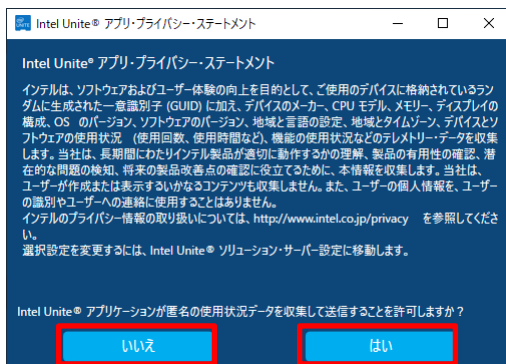 Intel Unite® アプリ・プライバシー・ステートメント
Intel Unite® アプリ・プライバシー・ステートメント
インテルは、ソフトウェアおよびユーザー体験の向上を目的として、ご使用のデバイスに格納されているラン
ダムに生成された一意識別子 (GUID) に加え、デバイスのメーカー、CPU モデル、メモリー、ディスプレイの
構成、OS のバージョン、ソフトウェアのバージョン、地域と言語の設定、地域とタイムゾーン、デバイスとソ
フトウェアの使用状況 (使用回数、使用時間など)、機能の使用状況などのテレメトリー・データを収集
します。当社は、長期間にわたりインテル製品が適切に動作するかの理解、製品の有用性の確認、潜
在的な問題の検知、将来の製品改善点の確認に役立てるために、本情報を収集します。当社は、
ユーザーが作成または表示するいかなるコンテンツも収集しません。また、ユーザーの個人情報を、ユーザー
の識別やユーザーへの連絡に使用することはありません。
インテルのプライバシー情報の取り扱いについては、http://www.intel.co.jp/privacy を参照してくださ
い。
選択設定を変更するには、Intel Unite® ソリューション・サーバー設定に移動します。
Intel Unite® アプリケーションが匿名の使用状況データを収集して送信することを許可しますか？
いいえ はい